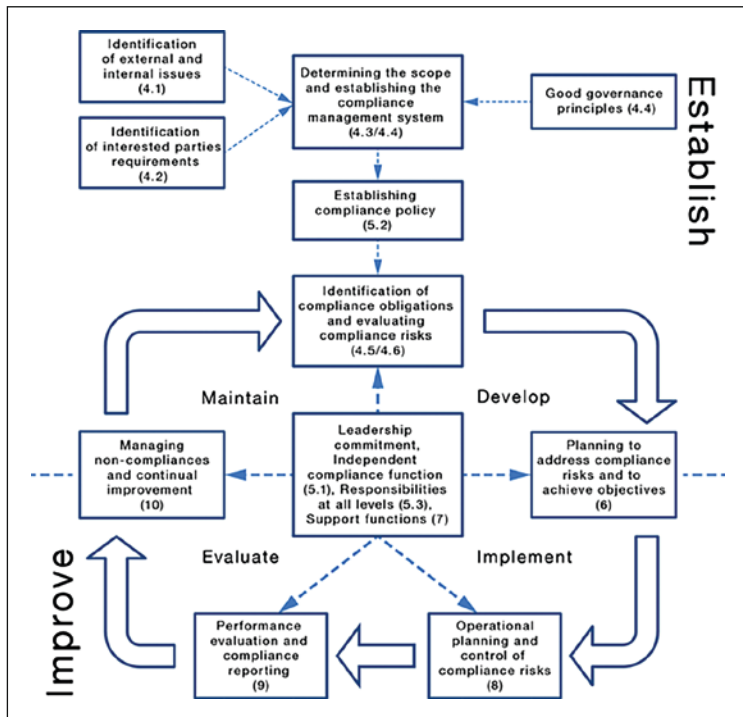 Identification
of external and
internal issues
(4.1)
Determining the scope
and establishing the
compliance
management system
(4.3/4.4)
Good governance
principles (4.4)
Establish
Identification
of interested parties
requirements
(4.2)
Establishing
compliance policy
(5.2)
Identification of
compliance obligations
and evaluating
compliance risks
(4.5/4.6)
Maintain
Develop
Managing
non-compliances
and continual
improvement
(10)
Leadership
commitment,
Independent
compliance function
(5.1), Responsibilities
at all levels (5.3),
Support functions (7)
Planning to
address compliance
risks and to
achieve objectives
(6)
Evaluate
Implement
Improve
Performance
evaluation and
compliance
reporting
(9)
Operational
planning and
control of
compliance risks
(8)